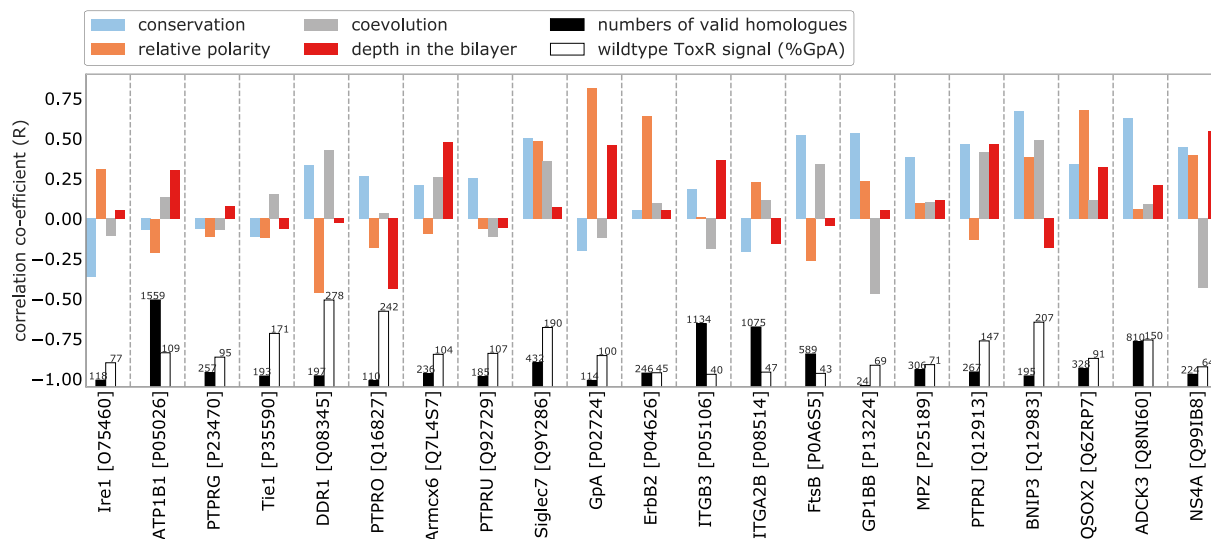 conservation
coevolution
numbers of valid homologues
relative polarity
depth in the bilayer
wildtype ToxR signal (%GpA)
correlation co-efficient (R)
0.75
0.50
0.25
0.00
−0.25
−0.50
−0.75
−1.00
118 77
1559 109
257 95
193 171
197 278
110 242
236 104
185 107
432 190
114 100
246 45
1134 40
1075 47
589 43
24 69
306 71
267 147
195 207
328 91
810 150
224 64
Ire1 [O75460]
ATP1B1 [P05026]
PTPRG [P23470]
Tie1 [P35590]
DDR1 [Q08345]
PTPRO [Q16827]
Armcx6 [Q7L4S7]
PTPRU [Q92729]
Siglec7 [Q9Y286]
GpA [P02724]
ErbB2 [P04626]
ITGB3 [P05106]
ITGA2B [P08514]
FtsB [P0A6S5]
GP1BB [P13224]
MPZ [P25189]
PTPRJ [Q12913]
BNIP3 [Q12983]
QSOX2 [Q6ZRP7]
ADCK3 [Q8NI60]
NS4A [Q99IB8]